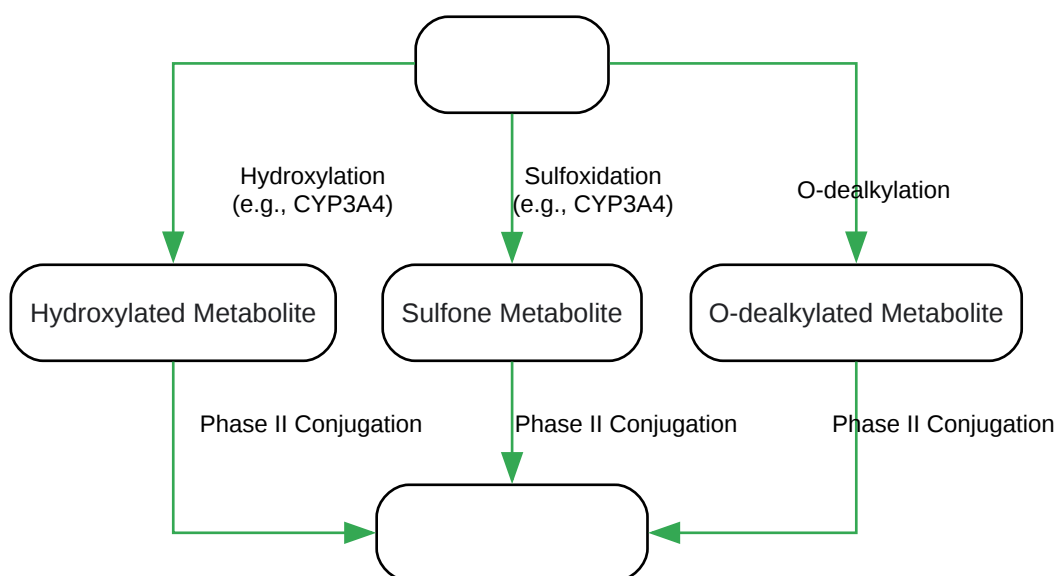 Hydroxylation
(e.g., CYP3A4)
Sulfoxidation
(e.g., CYP3A4)
O-dealkylation
Hydroxylated Metabolite
Sulfone Metabolite
O-dealkylated Metabolite
Phase II Conjugation
Phase II Conjugation
Phase II Conjugation